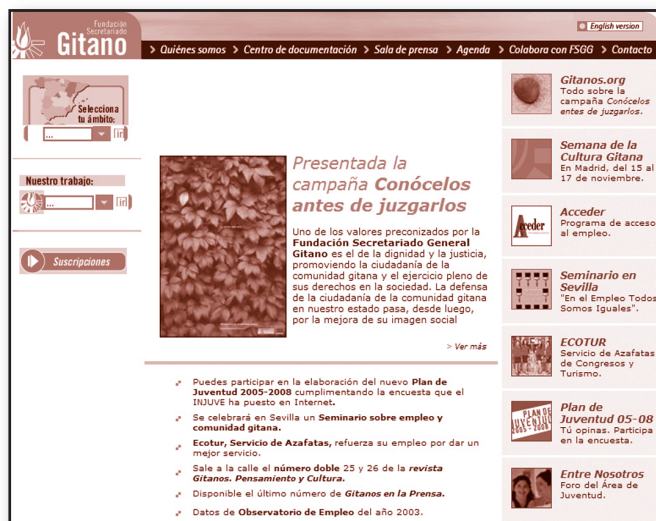 Fundación
Secretariado
Gitano
English version
Quiénes somos > Centro de documentación > Sala de prensa > Agenda > Colabora con FSGG > Contacto
Selecciona
tu ámbito:
...
Nuestro trabajo:
...
Suscripciones
Presentada la
campaña Conócelos
antes de juzgarlos
Uno de los valores preconizados por la
Fundación Secretariado General
Gitano es el de la dignidad y la justicia,
promoviendo la ciudadanía de la
comunidad gitana y el ejercicio pleno de
sus derechos en la sociedad. La defensa
de la ciudadanía de la comunidad gitana
en nuestro estado pasa, desde luego,
por la mejora de su imagen social
> Ver más
Puedes participar en la elaboración del nuevo Plan de
Juventud 2005-2008 cumplimentando la encuesta que el
INJUVE ha puesto en Internet.
Se celebrará en Sevilla un Seminario sobre empleo y
comunidad gitana.
Ecotur, Servicio de Azafatas, refuerza su empleo por dar un
mejor servicio.
Sale a la calle el número doble 25 y 26 de la revista
Gitanos. Pensamiento y Cultura.
Disponible el último número de Gitanos en la Prensa.
Datos de Observatorio de Empleo del año 2003.
Gitanos.org
Todo sobre la
campaña Conócelos
antes de juzgarlos.
Semana de la
Cultura Gitana
En Madrid, del 15 al
17 de noviembre.
Acceder
Acceder
Programa de acceso
al empleo.
Seminario en
Sevilla
"En el Empleo Todos
Somos Iguales".
ECOTUR
Servicio de Azafatas
de Congresos y
Turismo.
PLAN DE
JUVENTUD
2005 - 2008
Plan de
Juventud 05-08
Tú opinas. Participa
en la encuesta.
Entre Nosotros
Foro del Área de
Juventud.